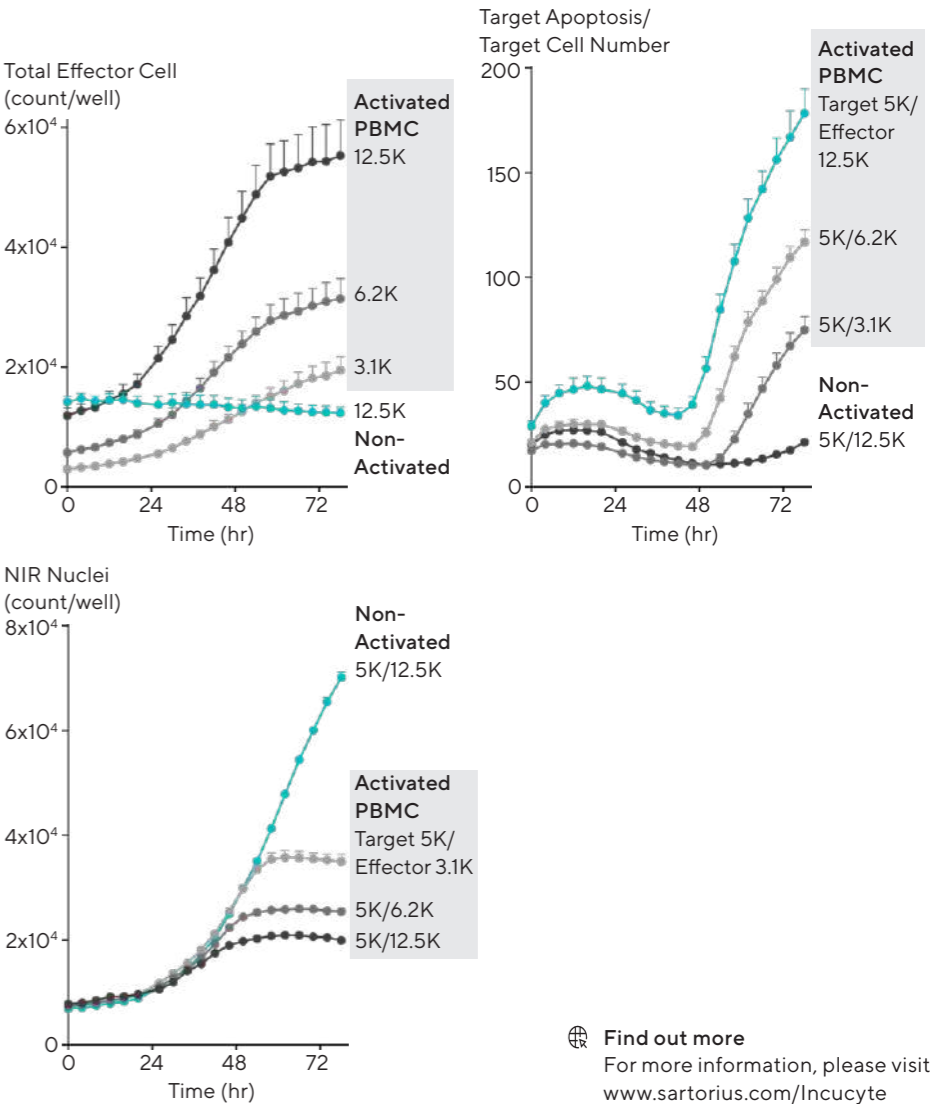 Total Effector Cell
(count/well)
6x10⁴
4x10⁴
2x10⁴
0
0 24 48 72
Time (hr)
Activated
PBMC
12.5K
6.2K
3.1K
12.5K
Non-
Activated
Target Apoptosis/
Target Cell Number
200
150
100
50
0
0 24 48 72
Time (hr)
Activated
PBMC
Target 5K/
Effector
12.5K
5K/6.2K
5K/3.1K
Non-
Activated
5K/12.5K
NIR Nuclei
(count/well)
8x10⁴
6x10⁴
4x10⁴
2x10⁴
0
0 24 48 72
Time (hr)
Non-
Activated
5K/12.5K
Activated
PBMC
Target 5K/
Effector 3.1K
5K/6.2K
5K/12.5K
Find out more
For more information, please visit
www.sartorius.com/Incucyte